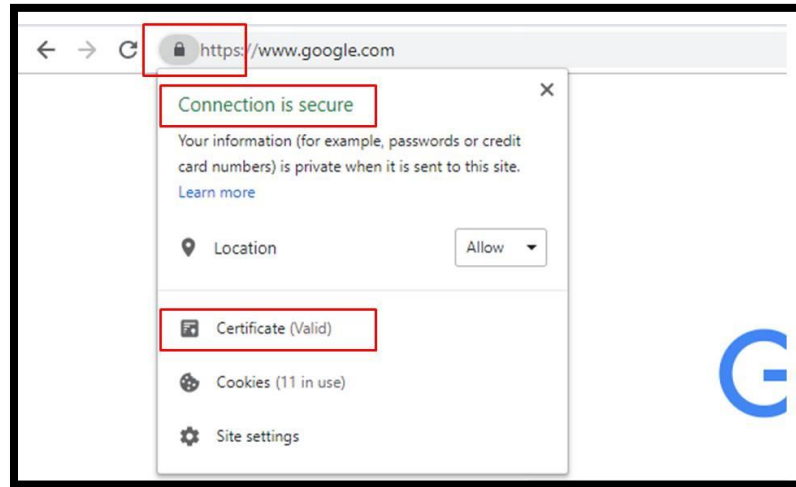 https://www.google.com
Connection is secure
Your information (for example, passwords or credit
card numbers) is private when it is sent to this site.
Learn more
Location
Allow
Certificate (Valid)
Cookies (11 in use)
Site settings
G